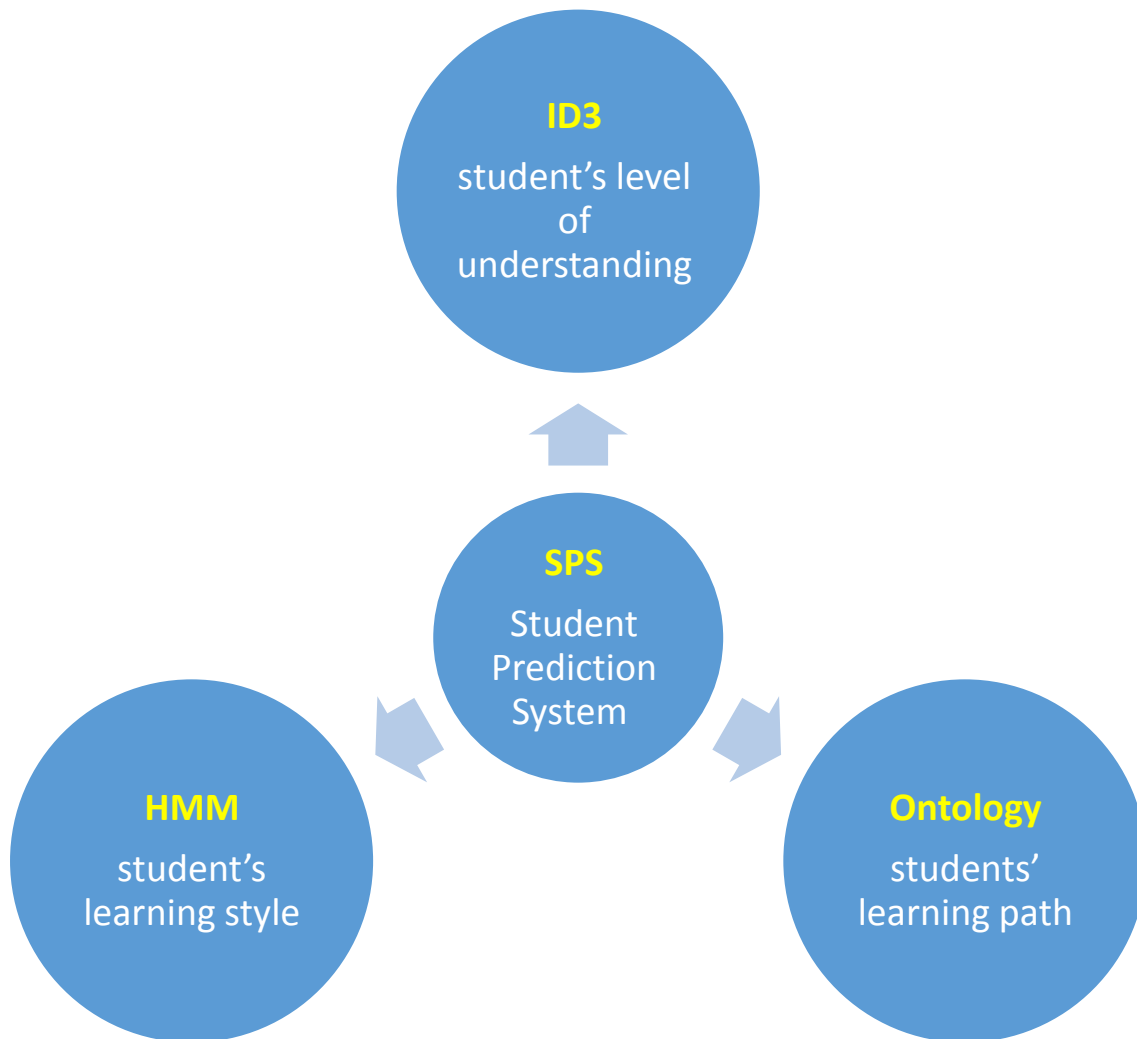 ID3
student’s level
of
understanding
SPS
Student
Prediction
System
HMM
student’s
learning style
Ontology
students’
learning path